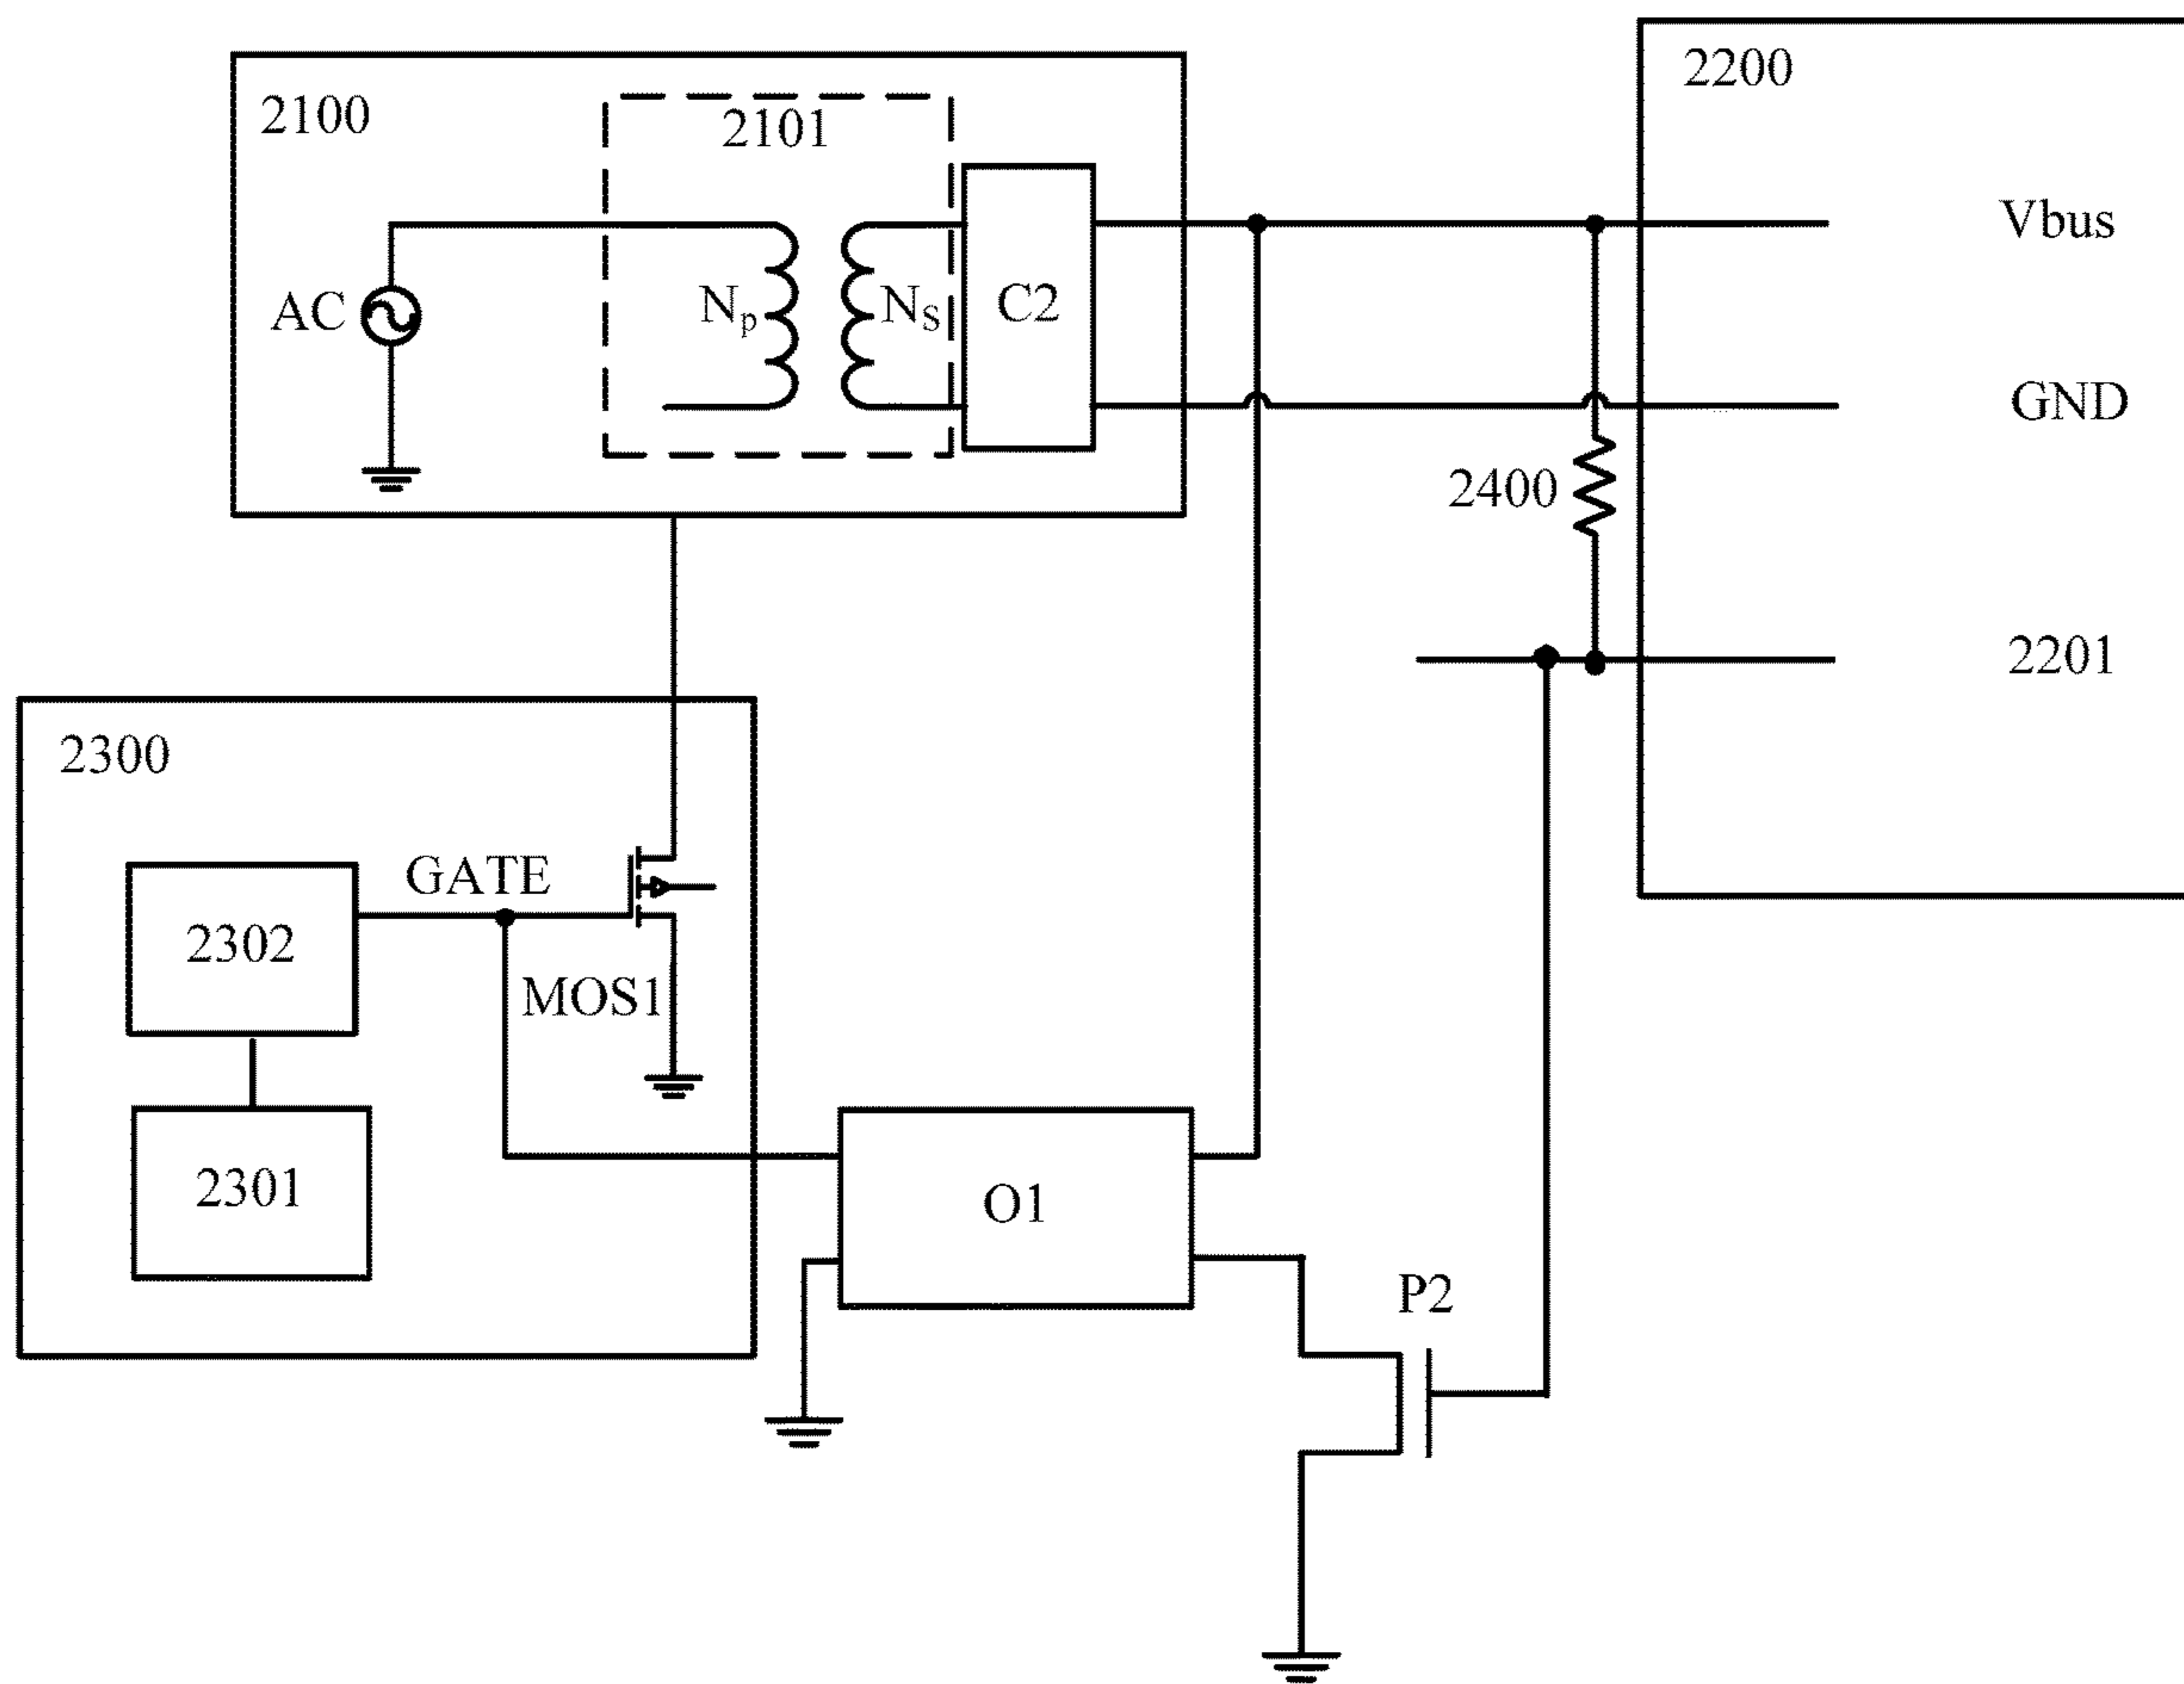 2200
2100
2101
Vbus
AC
Np
NS
C2
GND
2400
2201
2300
GATE
2302
MOS1
2301
O1
P2